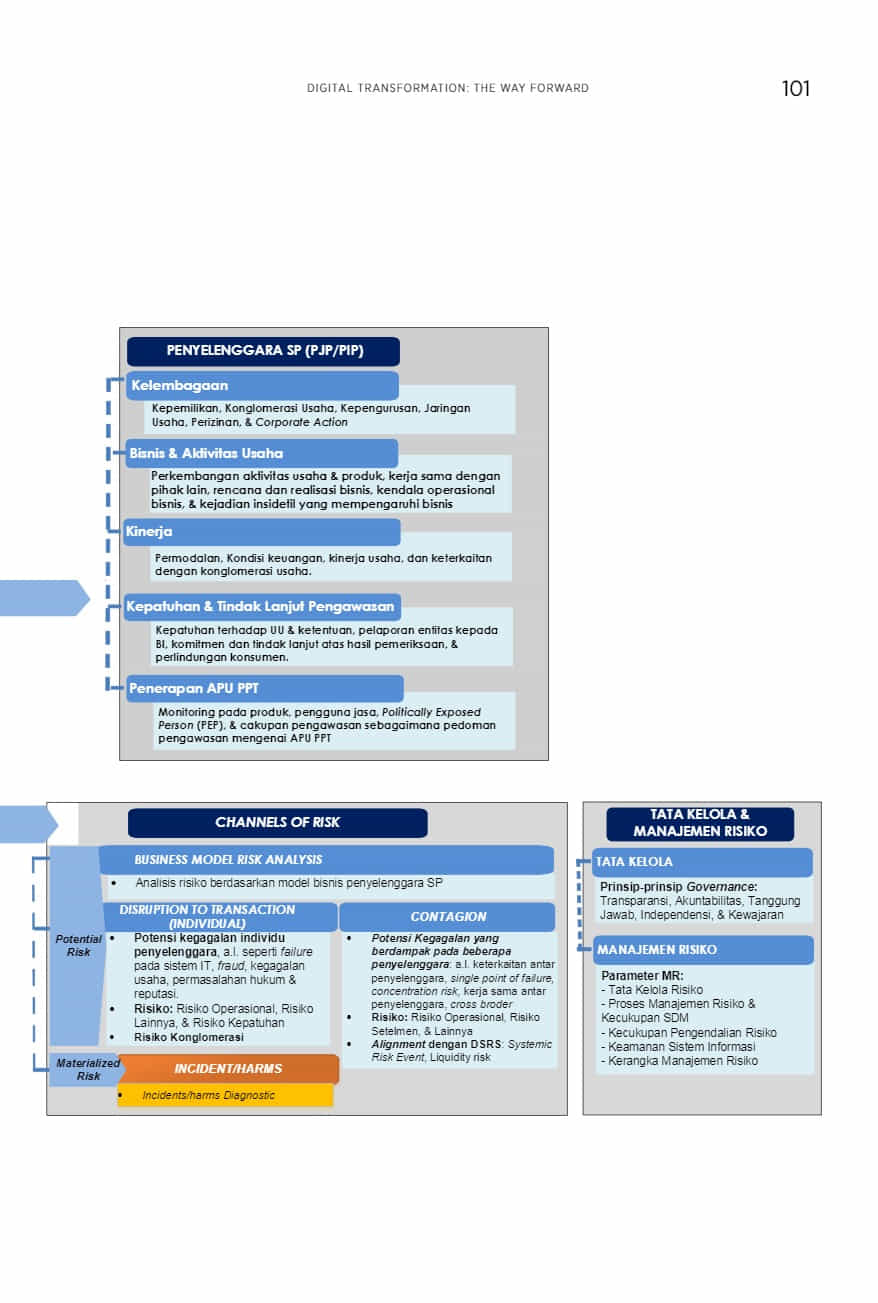 DIGITAL TRANSFORMATION: THE WAY FORWARD
101
PENYELENGGARA SP (PJP/PIP)
Kelembagaan
Kepemilikan, Konglomerasi Usaha, Kepengurusan, Jaringan
Usaha, Perizinan, & Corporate Action
Bisnis & Aktivitas Usaha
Perkembangan aktivitas usaha & produk, kerja sama dengan
pihak lain, rencana dan realisasi bisnis, kendala operasional
bisnis, & kejadian insidetil yang mempengaruhi bisnis
Kinerja
Permodalan, Kondisi keuangan, kinerja usaha, dan keterkaitan
dengan konglomerasi usaha.
Kepatuhan & Tindak Lanjut Pengawasan
Kepatuhan terhadap UU & ketentuan, pelaporan entitas kepada
BI, komitmen dan tindak lanjut atas hasil pemeriksaan, &
perlindungan konsumen.
Penerapan APU PPT
Monitoring pada produk, pengguna jasa, Politically Exposed
Person (PEP), & cakupan pengawasan sebagaimana pedoman
pengawasan mengenai APU PPT
CHANNELS OF RISK
BUSINESS MODEL RISK ANALYSIS
• Analisis risiko berdasarkan model bisnis penyelenggara SP
Potential
Risk
DISRUPTION TO TRANSACTION
(INDIVIDUAL)
• Potensi kegagalan individu
penyelenggara, a.l. seperti failure
pada sistem IT, fraud, kegagalan
usaha, permasalahan hukum &
reputasi.
• Risiko: Risiko Operasional, Risiko
Lainnya, & Risiko Kepatuhan
• Risiko Konglomerasi
CONTAGION
• Potensi Kegagalan yang
berdampak pada beberapa
penyelenggara: a.l. keterkaitan antar
penyelenggara, single point of failure,
concentration risk, kerja sama antar
penyelenggara, cross broder
• Risiko: Risiko Operasional, Risiko
Setelmen, & Lainnya
• Alignment dengan DSRS: Systemic
Risk Event, Liquidity risk
Materialized
Risk
INCIDENT/HARMS
• Incidents/harms Diagnostic
TATA KELOLA &
MANAJEMEN RISIKO
TATA KELOLA
Prinsip-prinsip Governance:
Transparansi, Akuntabilitas, Tanggung
Jawab, Independensi, & Kewajaran
MANAJEMEN RISIKO
Parameter MR:
- Tata Kelola Risiko
- Proses Manajemen Risiko &
Kecukupan SDM
- Kecukupan Pengendalian Risiko
- Keamanan Sistem Informasi
- Kerangka Manajemen Risiko